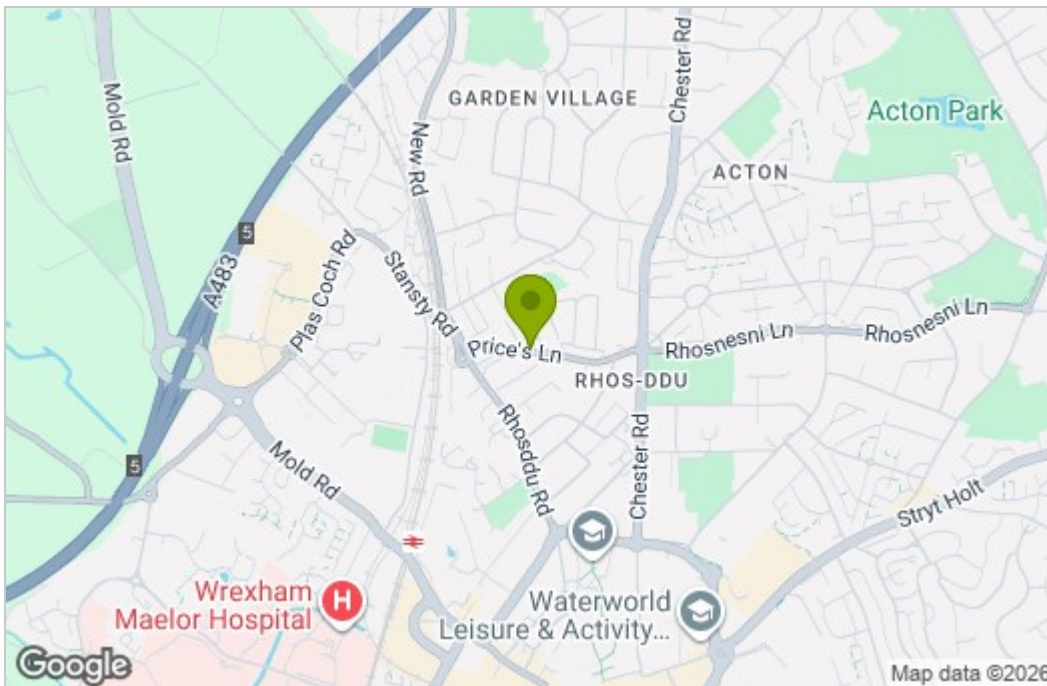 GARDEN VILLAGE
Chester Rd
Mold Rd
Acton Park
New Rd
ACTON
5
A483
Plas Coch Rd
Stansty Rd
Price's Ln
Rhosnesni Ln
Rhosnesni Ln
RHOS-DDU
Rhosddu Rd
Chester Rd
5
Mold Rd
Stryt Holt
Wrexham
Maelor Hospital
H
Waterworld
Leisure & Activity...
Google
Map data ©2026